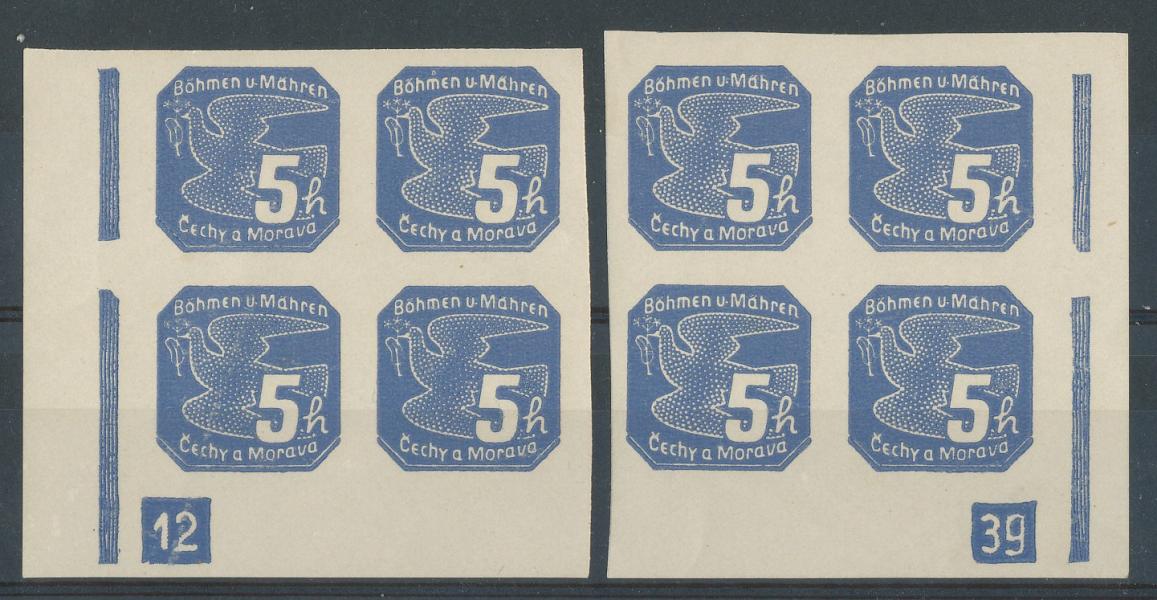 Böhmen u. Mähren
5h
Čechy a Morava
Böhmen u. Mähren
5h
Čechy a Morava
Böhmen u. Mähren
5h
Čechy a Morava
Böhmen u. Mähren
5h
Čechy a Morava
12
Böhmen u. Mähren
5h
Čechy a Morava
Böhmen u. Mähren
5h
Čechy a Morava
Böhmen u. Mähren
5h
Čechy a Morava
Böhmen u. Mähren
5h
Čechy a Morava
39